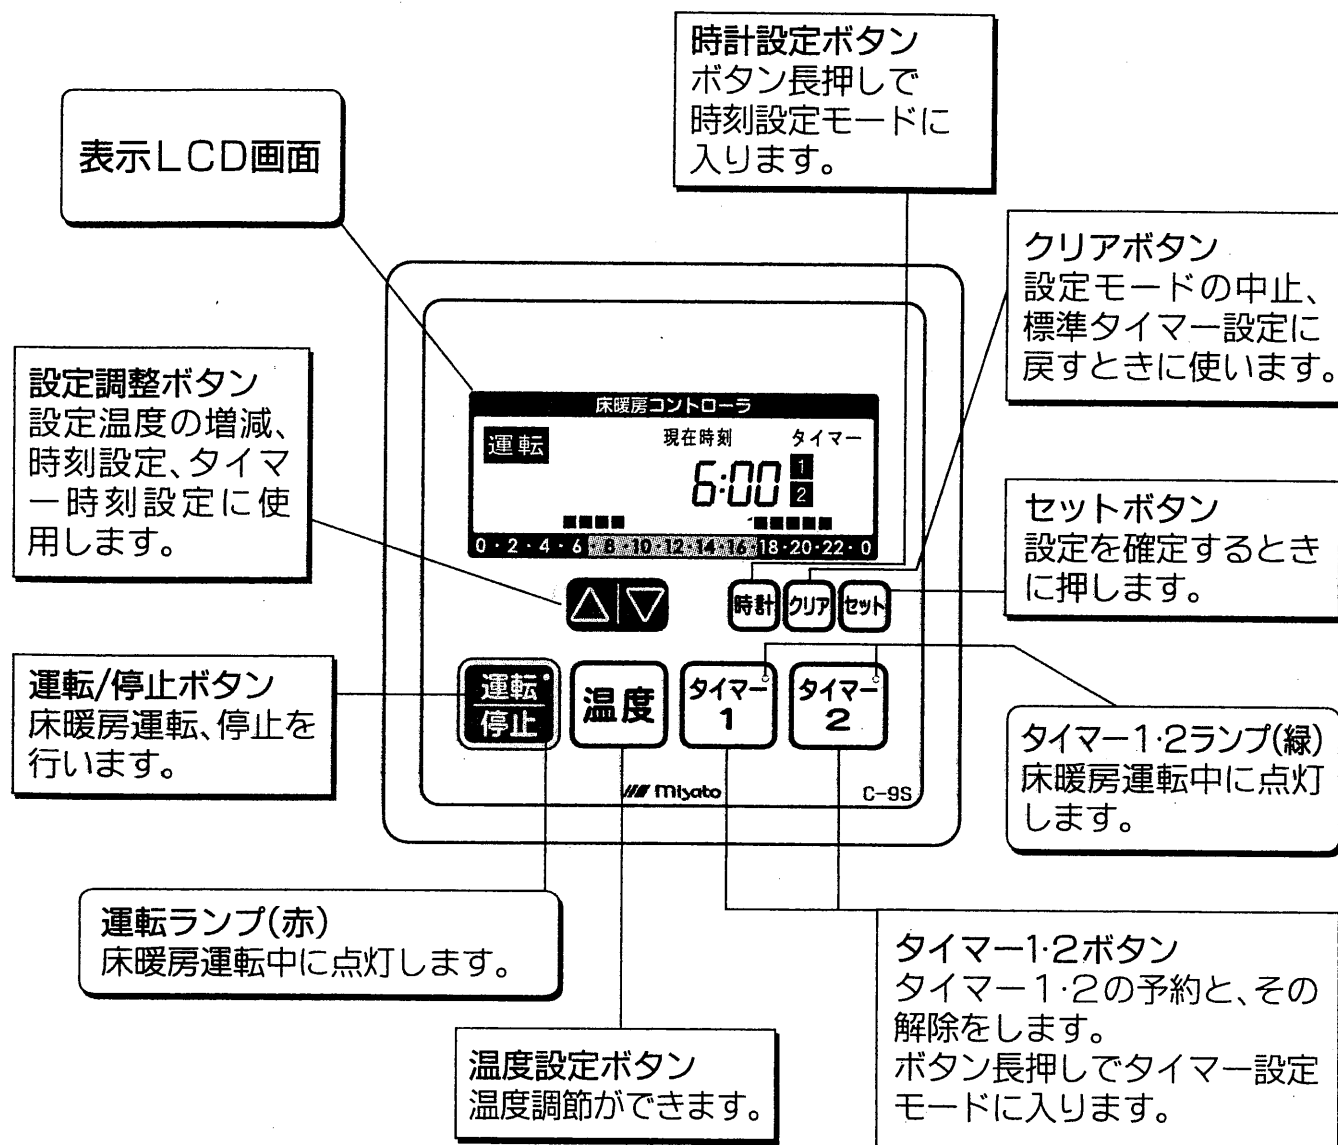 時計設定ボタン
ボタン長押しで
時刻設定モードに
入ります。
表示LCD画面
クリアボタン
設定モードの中止、
標準タイマー設定に
戻すときに使います。
設定調整ボタン
設定温度の増減、
時刻設定、タイマ
ー時刻設定に使
用します。
床暖房コントローラ
運転
現在時刻 タイマー
6:00
1
2
0・2・4・6・8・10・12・14・16・18・20・22・0
セットボタン
設定を確定するとき
に押します。
時計 クリア セット
運転/停止ボタン
床暖房運転、停止を
行います。
運転
停止
温度
タイマー
1
タイマー
2
タイマー1·2ランプ(緑)
床暖房運転中に点灯
します。
Miyato C-9S
運転ランプ(赤)
床暖房運転中に点灯します。
タイマー1·2ボタン
タイマー1·2の予約と、その
解除をします。
ボタン長押しでタイマー設定
モードに入ります。
温度設定ボタン
温度調節ができます。